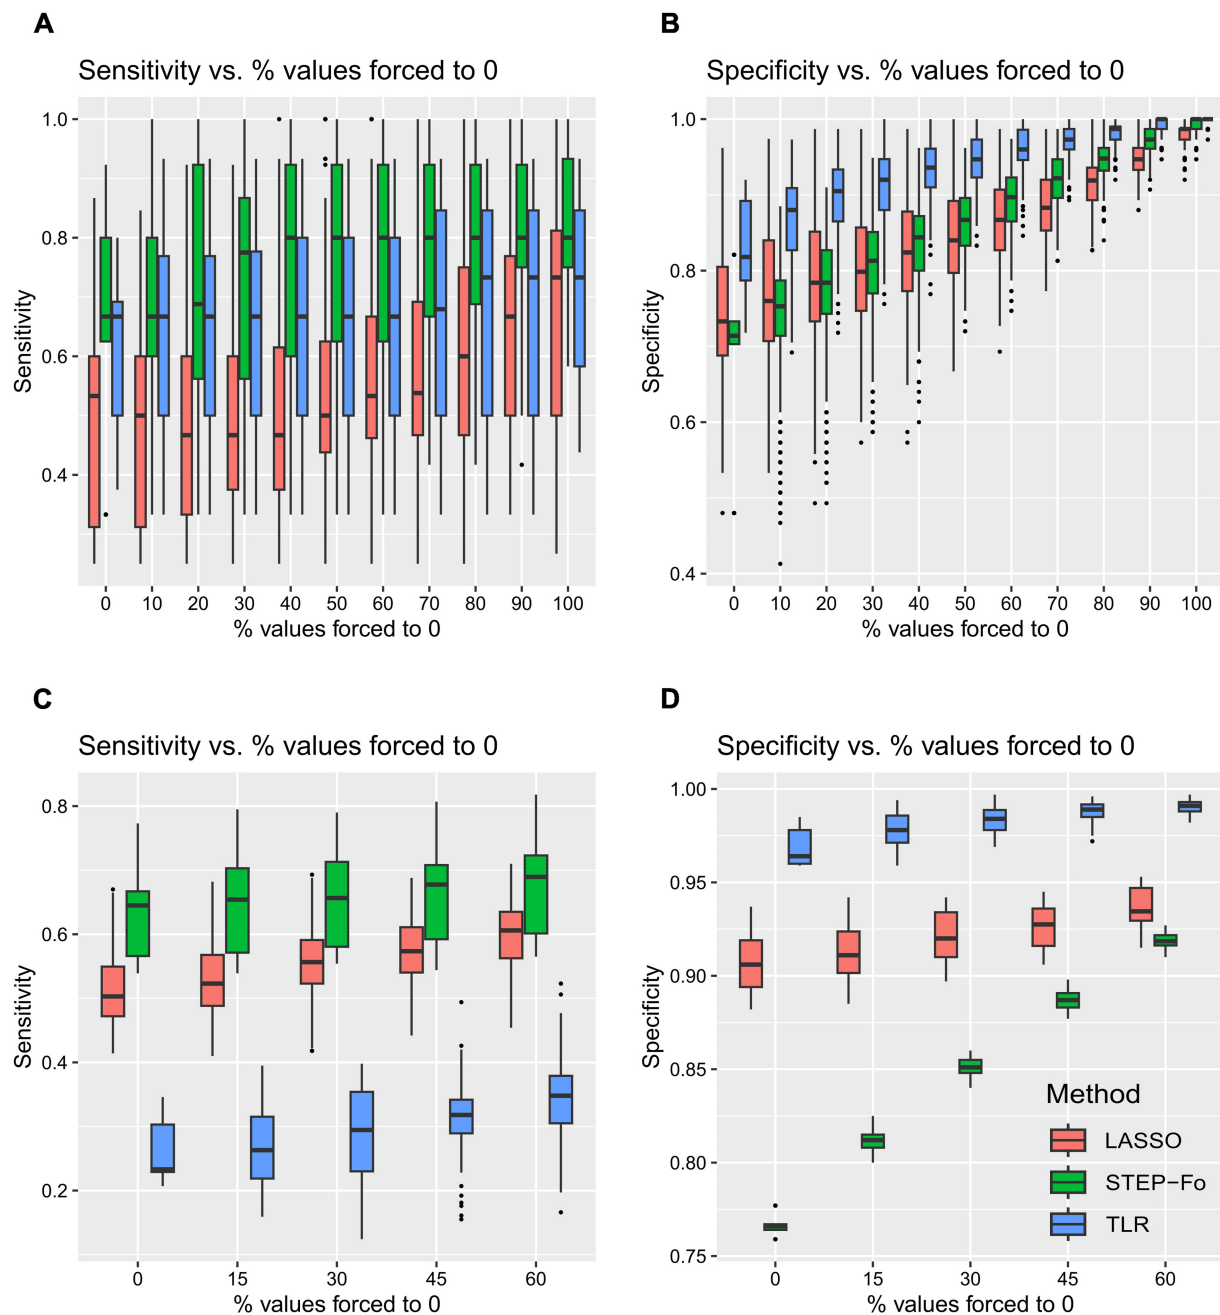 A
Sensitivity vs. % values forced to 0
Sensitivity
1.0
0.8
0.6
0.4
0 10 20 30 40 50 60 70 80 90 100
% values forced to 0
B
Specificity vs. % values forced to 0
Specificity
1.0
0.8
0.6
0.4
0 10 20 30 40 50 60 70 80 90 100
% values forced to 0
C
Sensitivity vs. % values forced to 0
Sensitivity
0.8
0.6
0.4
0.2
0 15 30 45 60
% values forced to 0
D
Specificity vs. % values forced to 0
Specificity
1.00
0.95
0.90
0.85
0.80
0.75
0 15 30 45 60
% values forced to 0
Method
LASSO
STEP−Fo
TLR